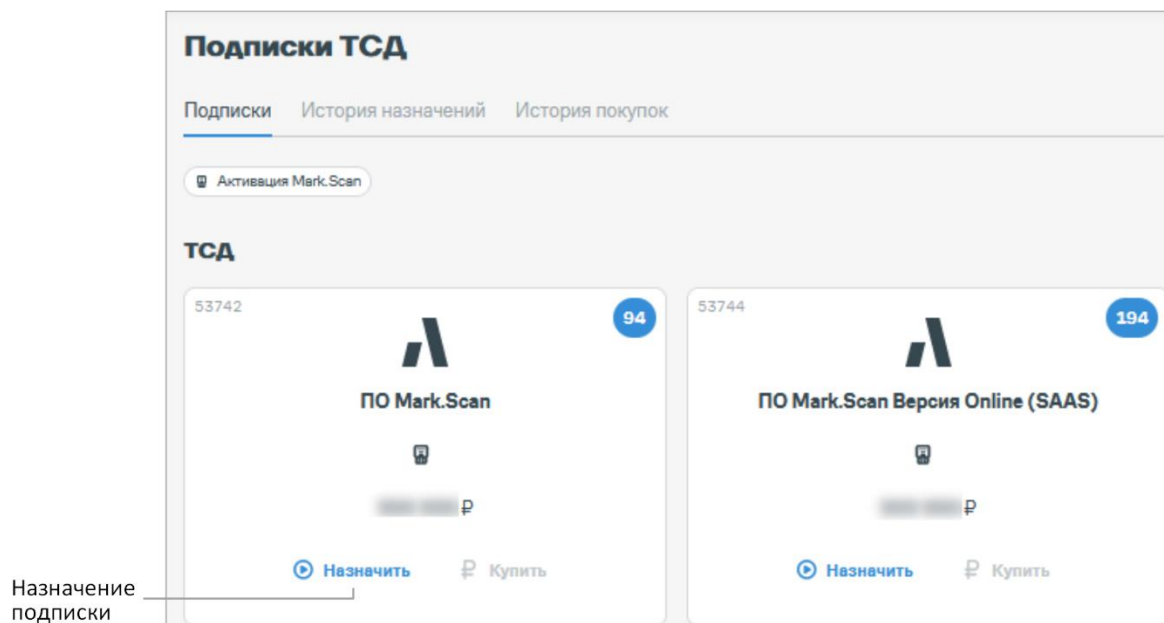 Подписки ТСД
Подписки История назначений История покупок
Активация Mark.Scan
ТСД
53742
94
ПО Mark.Scan
₽
Назначить ₽ Купить
53744
194
ПО Mark.Scan Версия Online (SAAS)
₽
Назначить ₽ Купить
Назначение
подписки